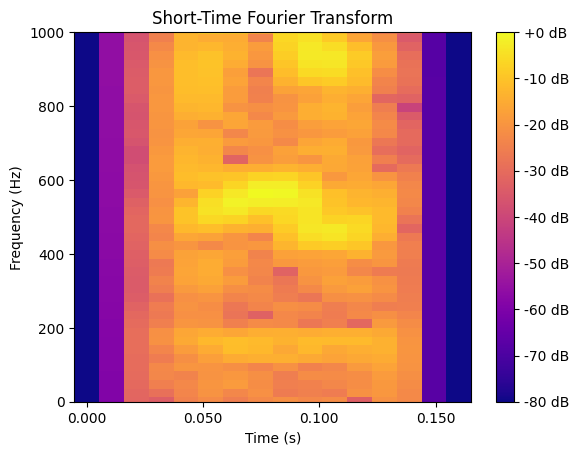 Short-Time Fourier Transform
1000
800
600
400
200
0
Frequency (Hz)
0.000
0.050
0.100
0.150
Time (s)
+0 dB
-10 dB
-20 dB
-30 dB
-40 dB
-50 dB
-60 dB
-70 dB
-80 dB